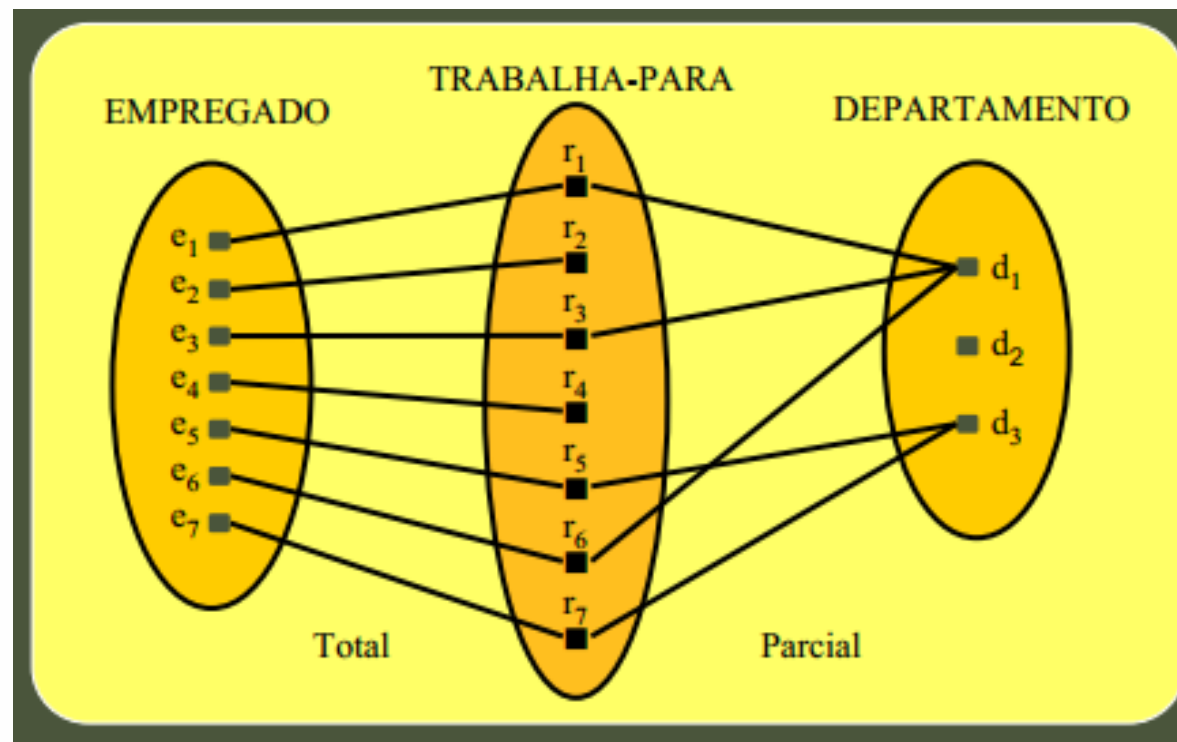 TRABALHA-PARA
EMPREGADO
DEPARTAMENTO
r1
r2
r3
r4
r5
r6
r7
e1
e2
e3
e4
e5
e6
e7
d1
d2
d3
Total
Parcial